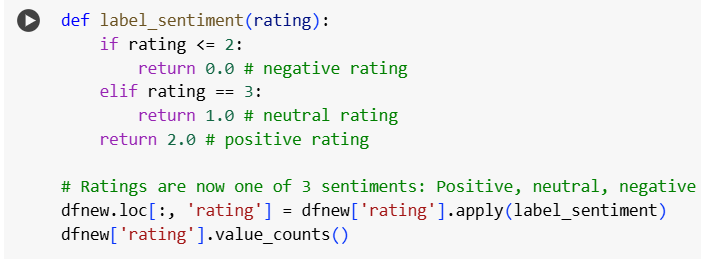 def label_sentiment(rating):
    if rating <= 2:
        return 0.0 # negative rating
    elif rating == 3:
        return 1.0 # neutral rating
    return 2.0 # positive rating

# Ratings are now one of 3 sentiments: Positive, neutral, negative
dfnew.loc[:, 'rating'] = dfnew['rating'].apply(label_sentiment)
dfnew['rating'].value_counts()